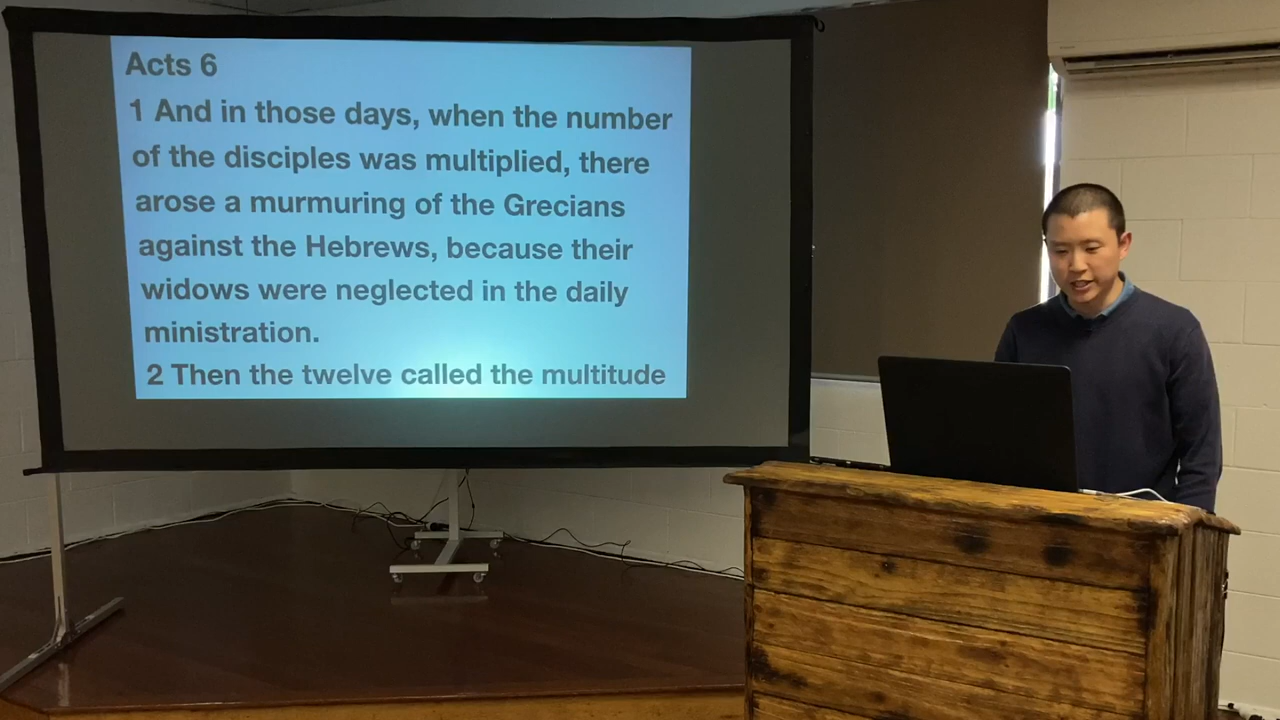 Acts 6
1 And in those days, when the number
of the disciples was multiplied, there
arose a murmuring of the Grecians
against the Hebrews, because their
widows were neglected in the daily
ministration.
2 Then the twelve called the multitude